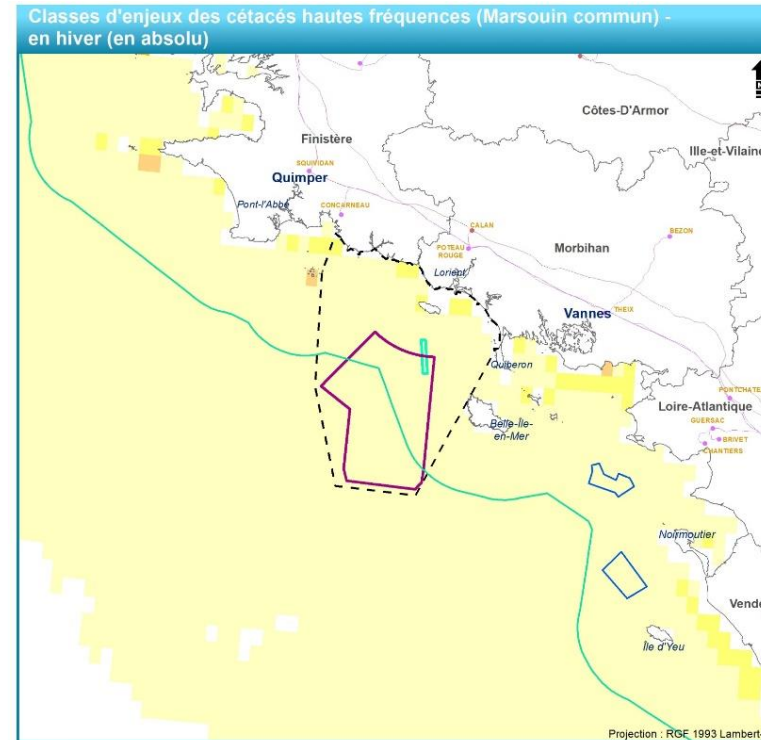 Classes d'enjeux des cétacés hautes fréquences (Marsouin commun) -
en hiver (en absolu)
Côtes-D'Armor
Finistère
Ille-et-Vilaine
SQUIVIDAN
Quimper
Pont-l'Abbé
CONCARNEAU
CALAN
BEZON
POTEAU
ROUGE
Morbihan
Lorient
Vannes
THEIX
Quiberon
PONTCHATE
Loire-Atlantique
Belle-Île-
en-Mer
GUERSAC
BRIVET
CHANTIERS
Noirmoutier
Vende
Île d'Yeu
Projection : RGF 1993 Lambert-